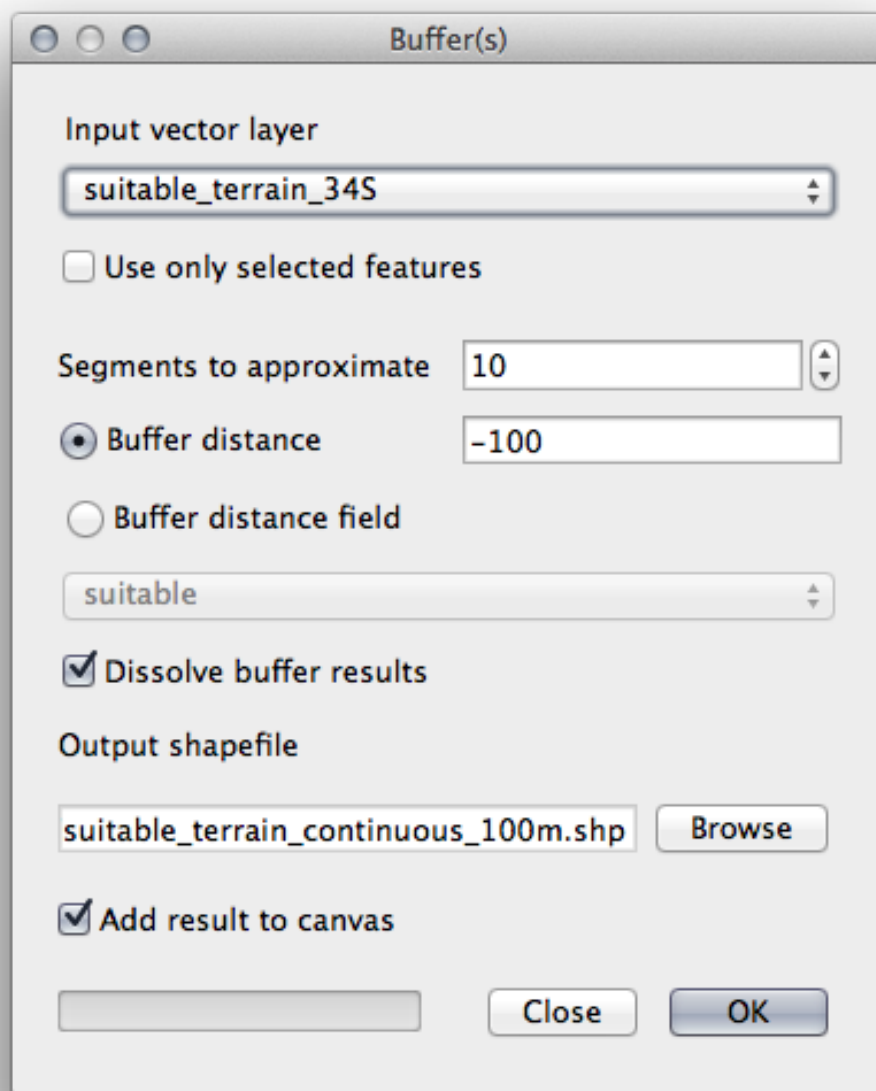 Buffer(s)
Input vector layer
suitable_terrain_34S
Use only selected features
Segments to approximate 10
Buffer distance -100
Buffer distance field
suitable
Dissolve buffer results
Output shapefile
suitable_terrain_continuous_100m.shp Browse
Add result to canvas
Close OK